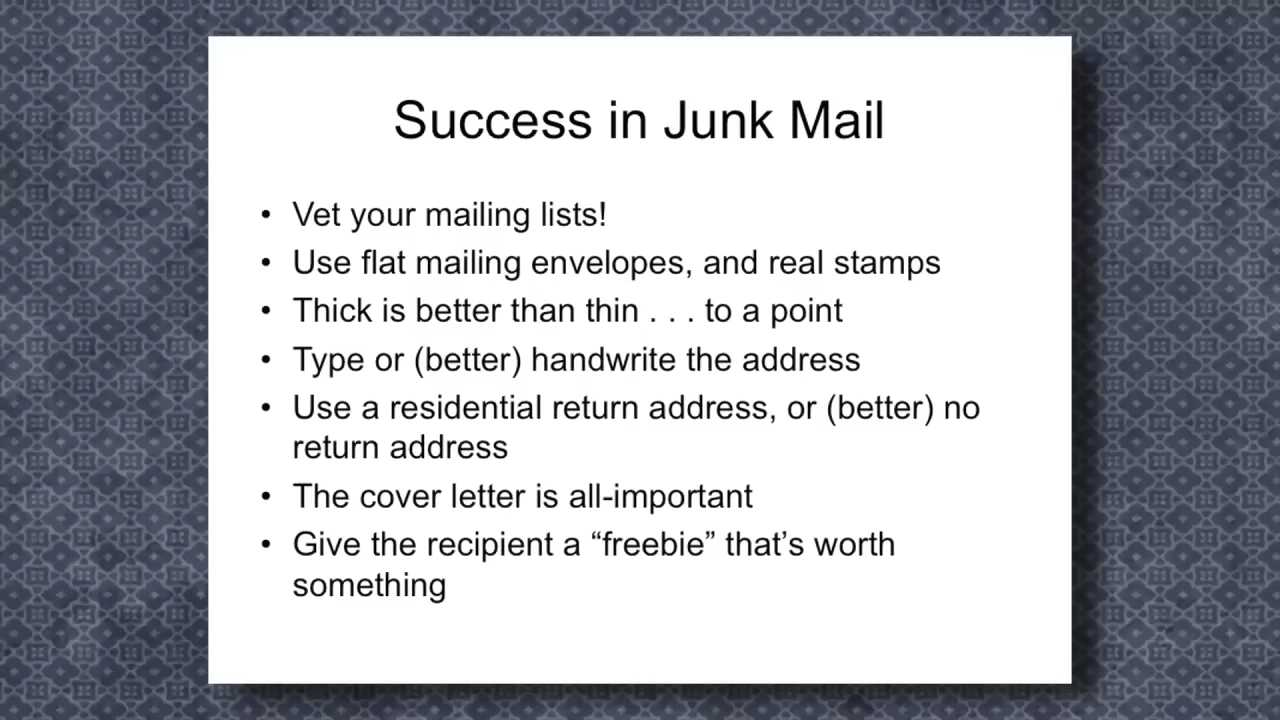 Success in Junk Mail
• Vet your mailing lists!
• Use flat mailing envelopes, and real stamps
• Thick is better than thin . . . to a point
• Type or (better) handwrite the address
• Use a residential return address, or (better) no
return address
• The cover letter is all-important
• Give the recipient a “freebie” that’s worth
something